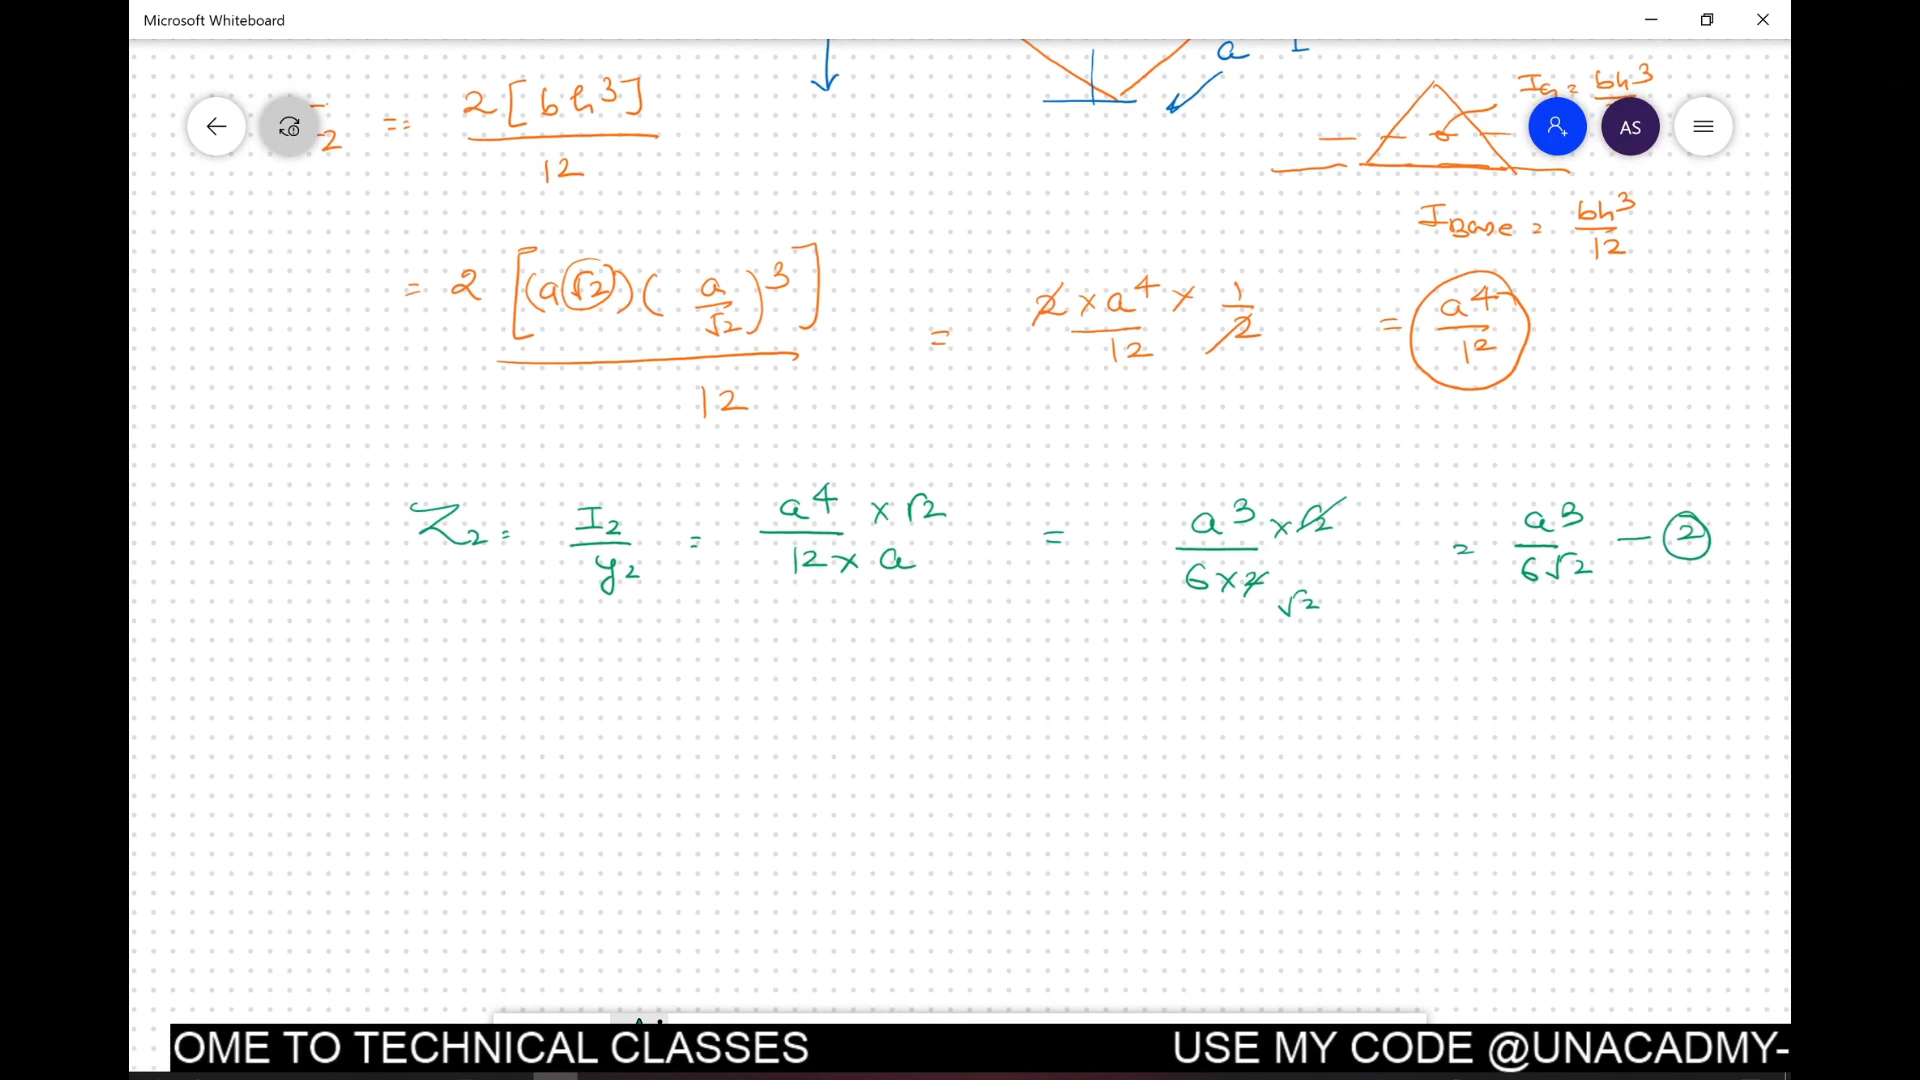 Microsoft Whiteboard
a I
I_G = bh³
AS
2 == 2[bh³] / 12
I_Base = bh³/12
= 2[(a√2)(a/√2)³] / 12 = 2 × a⁴/12 × 1/2 = a⁴/12
Z₂ = I₂/y₂ = a⁴ × √2 / 12 × a = a³ × √2 / 6 × 2 √2 = a³/6√2 - ②
OME TO TECHNICAL CLASSES
USE MY CODE @UNACADMY-